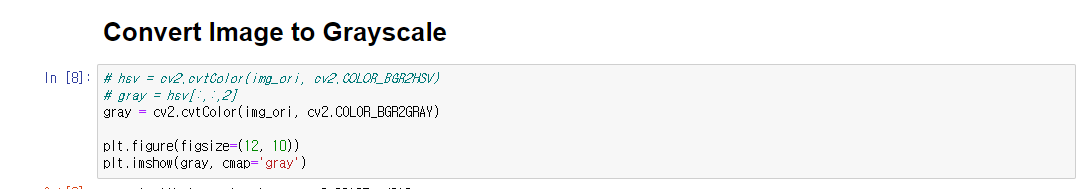 Convert Image to Grayscale
In [8]:
# hsv = cv2.cvtColor(img_ori, cv2.COLOR_BGR2HSV)
# gray = hsv[:,:,2]
gray = cv2.cvtColor(img_ori, cv2.COLOR_BGR2GRAY)
plt.figure(figsize=(12, 10))
plt.imshow(gray, cmap='gray')